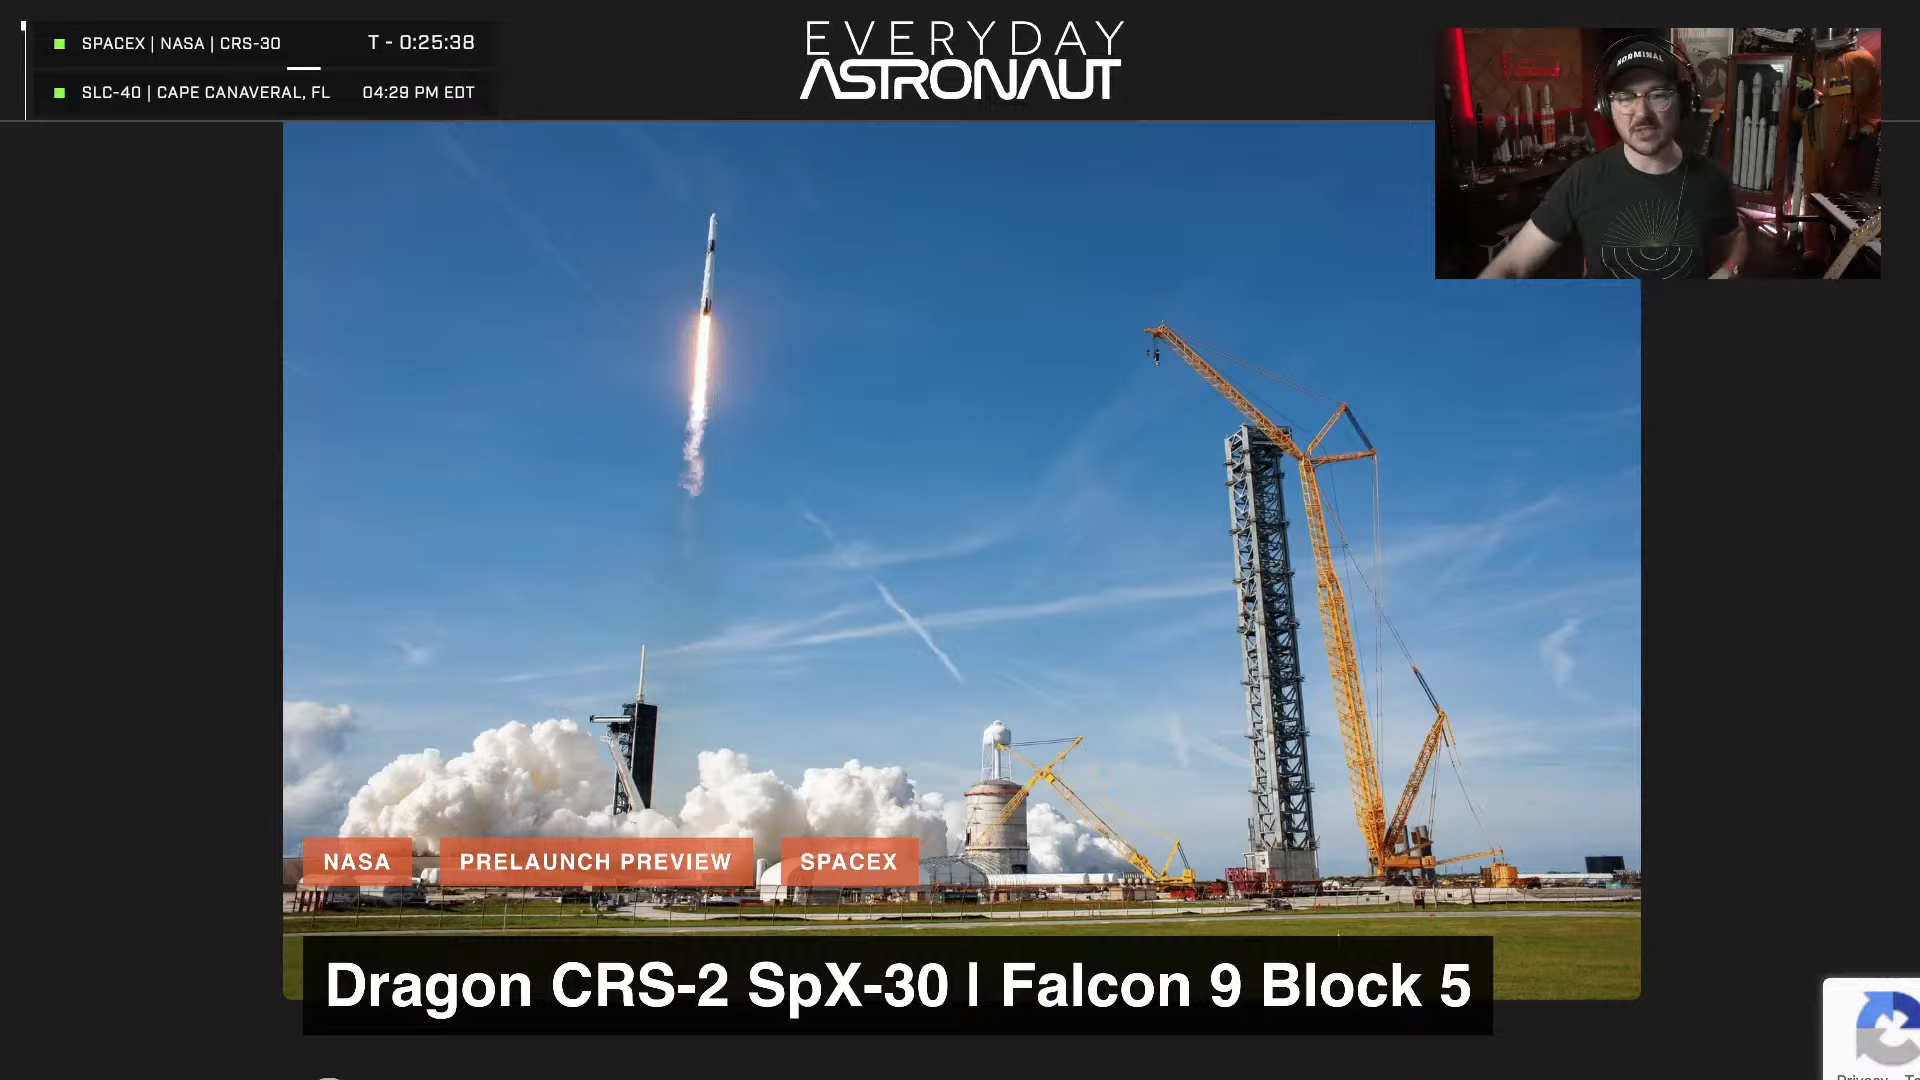 SPACEX | NASA | CRS-30
T - 0:25:38
SLC-40 | CAPE CANAVERAL, FL
04:29 PM EDT
EVERYDAY
ASTRONAUT
NORMINAL
NASA
PRELAUNCH PREVIEW
SPACEX
Dragon CRS-2 SpX-30 | Falcon 9 Block 5